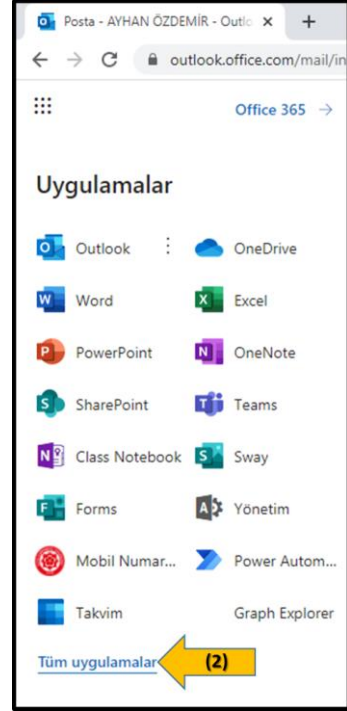 Posta - AYHAN ÖZDEMİR - Outlo
outlook.office.com/mail/in
Office 365 →
Uygulamalar
Outlook OneDrive
Word Excel
PowerPoint OneNote
SharePoint Teams
Class Notebook Sway
Forms Yönetim
Mobil Numar... Power Autom...
Takvim Graph Explorer
Tüm uygulamalar (2)